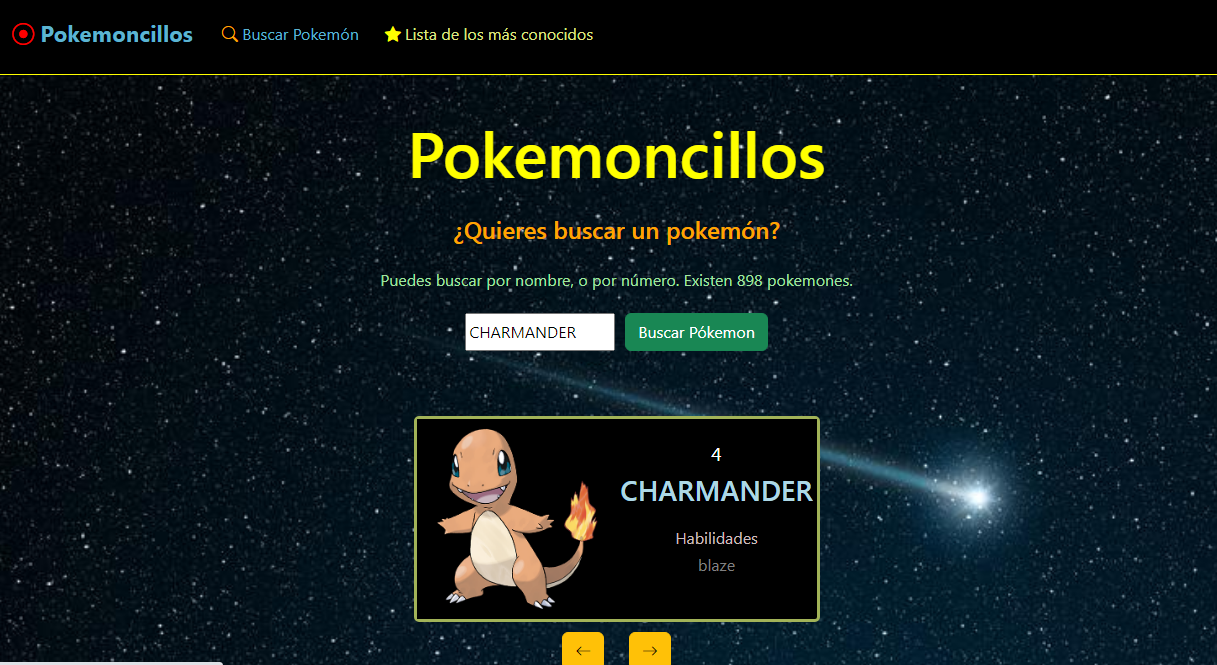 Pokemoncillos Buscar Pokemón Lista de los más conocidos
Pokemoncillos
¿Quieres buscar un pokemón?
Puedes buscar por nombre, o por número. Existen 898 pokemones.
CHARMANDER Buscar Pókemon
4
CHARMANDER
Habilidades
blaze
← →